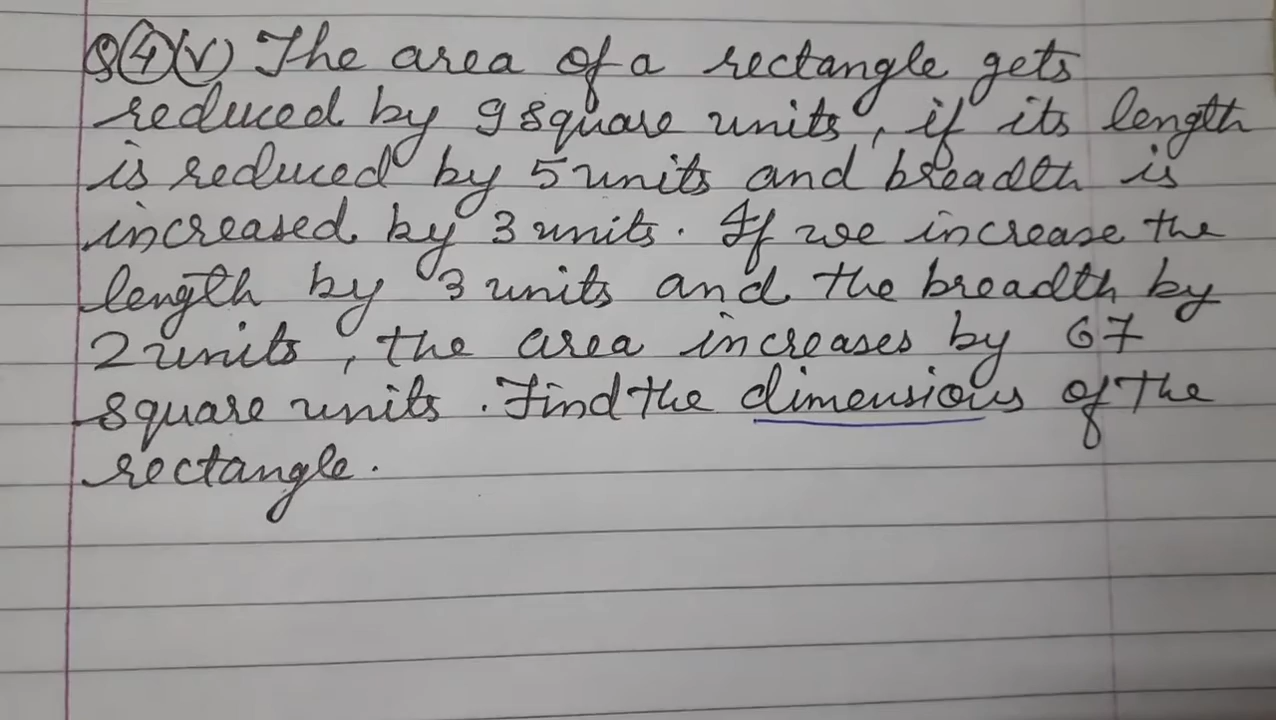 Q④(v) The area of a rectangle gets
reduced by 9 square units, if its length
is reduced by 5 units and breadth is
increased by 3 units. If we increase the
length by 3 units and the breadth by
2 units, the area increases by 67
square units. Find the dimensions of the
rectangle.